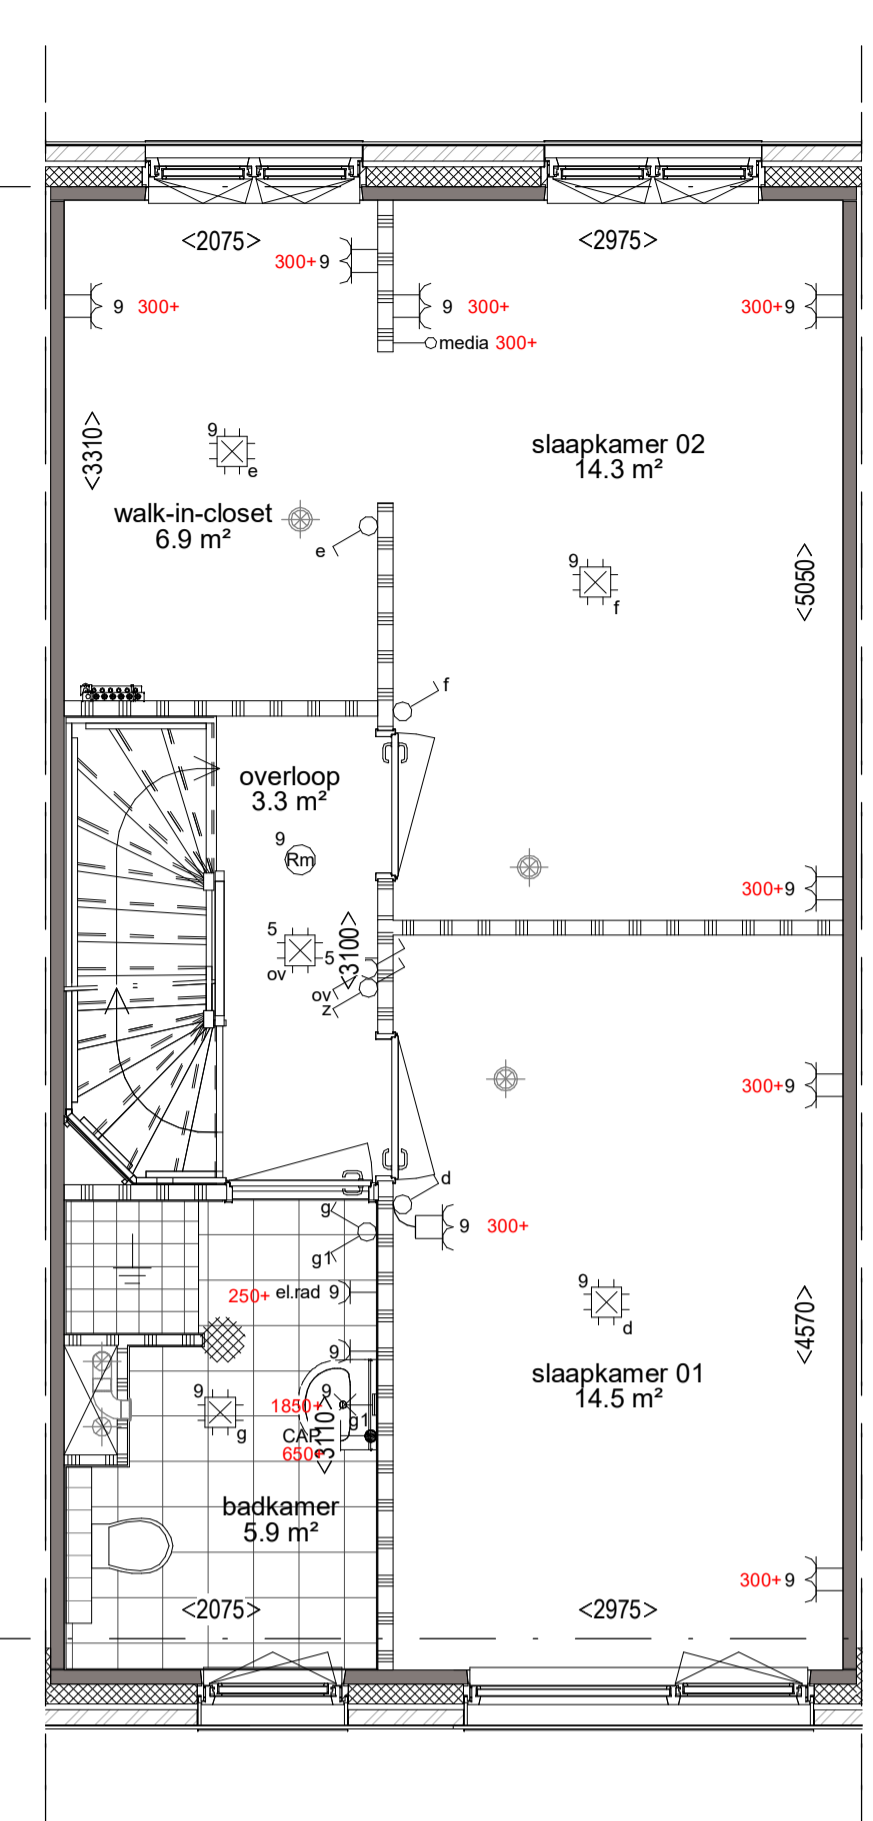 <2075>
<2975>
300+ 9
9 300+
9 300+
300+ 9
media 300+
<3310>
9
e
slaapkamer 02
14.3 m²
walk-in-closet
6.9 m²
e
9
f
<5050>
f
overloop
3.3 m²
9
Rm
300+ 9
5
ov
5
<3100>
ov
z
300+ 9
d
g
9 300+
g1
250+ el.rad 9
9
d
<4570>
9
9
g
9
1850+
g1
CAP
650+
<3110>
slaapkamer 01
14.5 m²
badkamer
5.9 m²
300+ 9
<2075>
<2975>